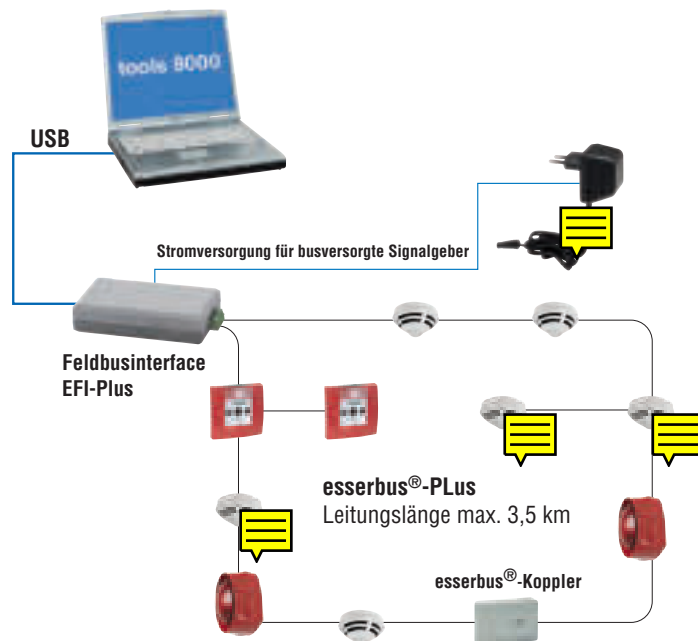 tools 8000
USB
Stromversorgung für busversorgte Signalgeber
Feldbusinterface
EFI-Plus
esserbus®-PLus
Leitungslänge max. 3,5 km
esserbus®-Koppler